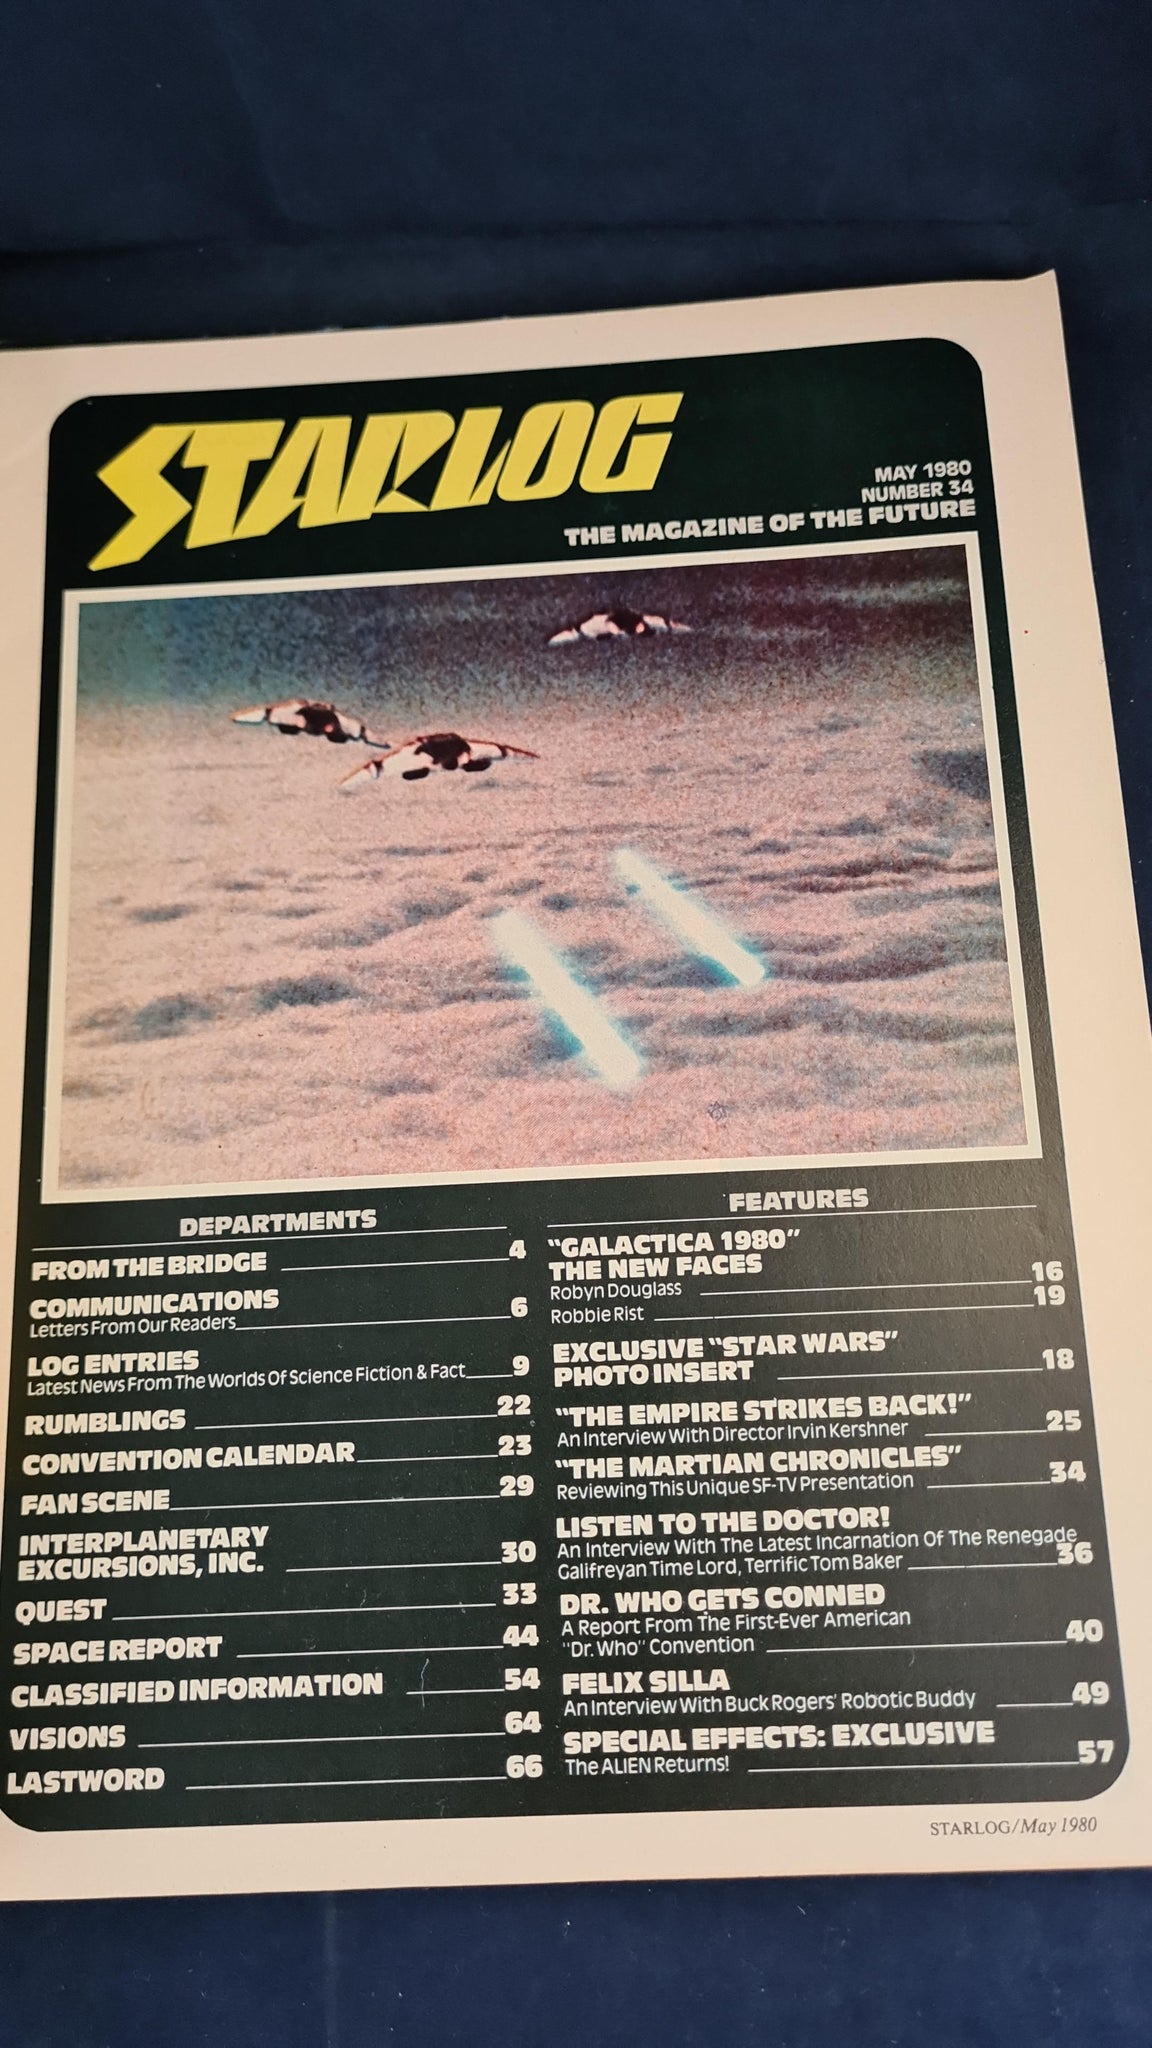 STARLOG
MAY 1980
NUMBER 34
THE MAGAZINE OF THE FUTURE
DEPARTMENTS
FROM THE BRIDGE 4
COMMUNICATIONS
Letters From Our Readers 6
LOG ENTRIES
Latest News From The Worlds Of Science Fiction & Fact 9
RUMBLINGS 22
CONVENTION CALENDAR 23
FAN SCENE 29
INTERPLANETARY
EXCURSIONS, INC. 30
QUEST 33
SPACE REPORT 44
CLASSIFIED INFORMATION 54
VISIONS 64
LASTWORD 66
FEATURES
"GALACTICA 1980"
THE NEW FACES
Robyn Douglass 16
Robbie Rist 19
EXCLUSIVE "STAR WARS"
PHOTO INSERT 18
"THE EMPIRE STRIKES BACK!"
An Interview With Director Irvin Kershner 25
"THE MARTIAN CHRONICLES"
Reviewing This Unique SF-TV Presentation 34
LISTEN TO THE DOCTOR!
An Interview With The Latest Incarnation Of The Renegade
Galifreyan Time Lord, Terrific Tom Baker 36
DR. WHO GETS CONNED
A Report From The First-Ever American
"Dr. Who" Convention 40
FELIX SILLA
An Interview With Buck Rogers' Robotic Buddy 49
SPECIAL EFFECTS: EXCLUSIVE
The ALIEN Returns! 57
STARLOG/May 1980